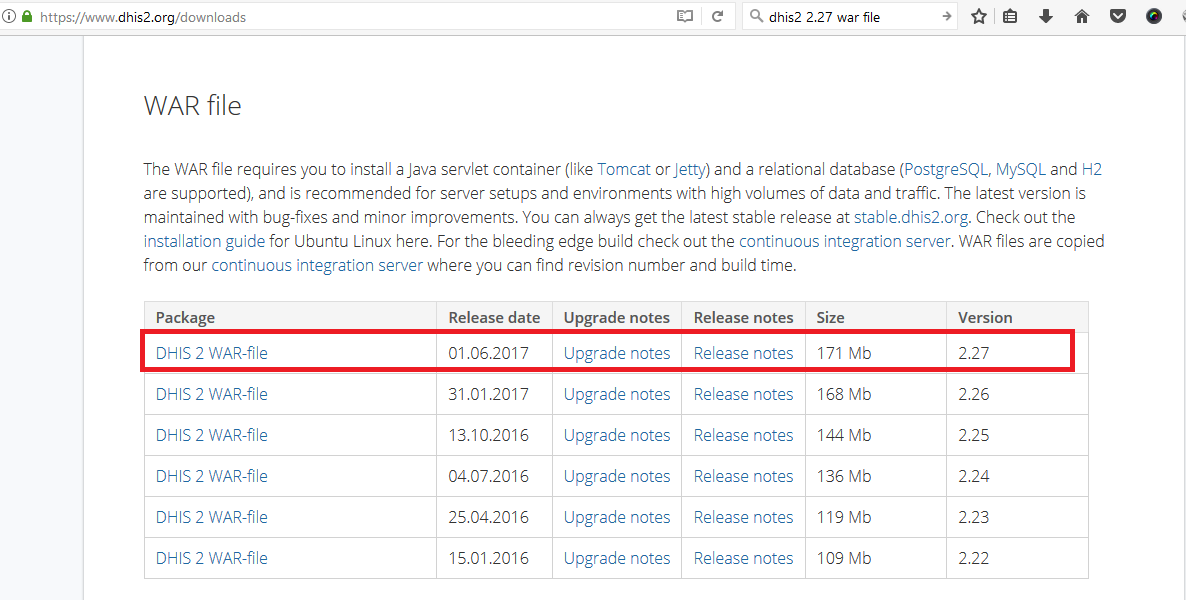 https://www.dhis2.org/downloads
dhis2 2.27 war file
WAR file
The WAR file requires you to install a Java servlet container (like Tomcat or Jetty) and a relational database (PostgreSQL, MySQL and H2
are supported), and is recommended for server setups and environments with high volumes of data and traffic. The latest version is
maintained with bug-fixes and minor improvements. You can always get the latest stable release at stable.dhis2.org. Check out the
installation guide for Ubuntu Linux here. For the bleeding edge build check out the continuous integration server. WAR files are copied
from our continuous integration server where you can find revision number and build time.
Package Release date Upgrade notes Release notes Size Version
DHIS 2 WAR-file 01.06.2017 Upgrade notes Release notes 171 Mb 2.27
DHIS 2 WAR-file 31.01.2017 Upgrade notes Release notes 168 Mb 2.26
DHIS 2 WAR-file 13.10.2016 Upgrade notes Release notes 144 Mb 2.25
DHIS 2 WAR-file 04.07.2016 Upgrade notes Release notes 136 Mb 2.24
DHIS 2 WAR-file 25.04.2016 Upgrade notes Release notes 119 Mb 2.23
DHIS 2 WAR-file 15.01.2016 Upgrade notes Release notes 109 Mb 2.22